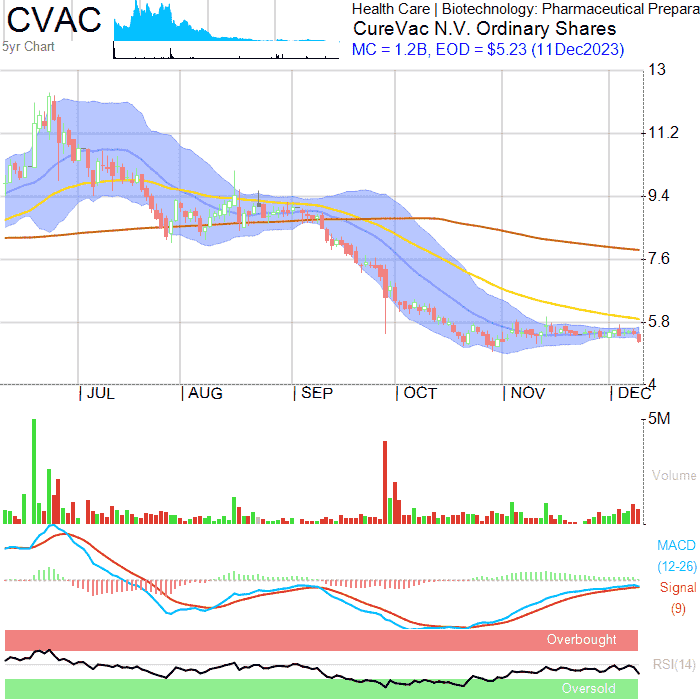 CVAC
5yr Chart
Health Care | Biotechnology: Pharmaceutical Prepara
CureVac N.V. Ordinary Shares
MC = 1.2B, EOD = $5.23 (11Dec2023)
13
11.2
9.4
7.6
5.8
4
JUL
AUG
SEP
OCT
NOV
DEC
5M
Volume
MACD
(12-26)
Signal
(9)
Overbought
RSI(14)
Oversold